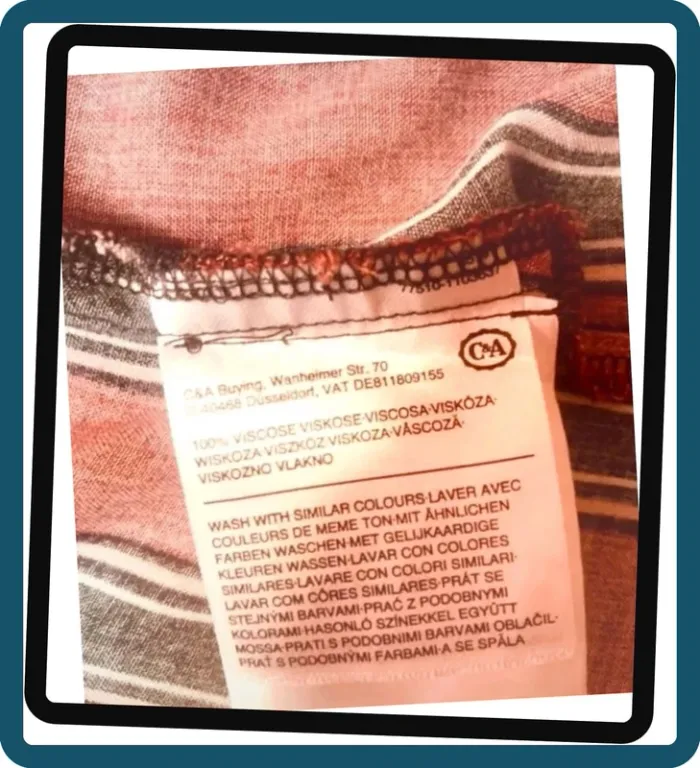 C&A
C&A Buying, Wanheimer Str. 70
40468 Düsseldorf, VAT DE811809155
100% VISCOSE VISKOSE·VISCOSA·VISKÓZA·
WISKOZA·VISZKÓZ VISKOZA·VÂSCOZĂ·
VISKOZNO VLAKNO
WASH WITH SIMILAR COLOURS·LAVER AVEC
COULEURS DE MEME TON·MIT ÄHNLICHEN
FARBEN WASCHEN·MET GELIJKAARDIGE
KLEUREN WASSEN·LAVAR CON COLORES
SIMILARES·LAVARE CON COLORI SIMILARI·
LAVAR COM CÔRES SIMILARES·PRÁT SE
STEJNÝMI BARVAMI·PRAĆ Z PODOBNYMI
KOLORAMI·HASONLÓ SZÍNEKKEL EGYÜTT
MOSSA·PRATI S PODOBNIMI BARVAMI OBLAČIL·
PRAŤ S PODOBNÝMI FARBAMI·A SE SPĂLA